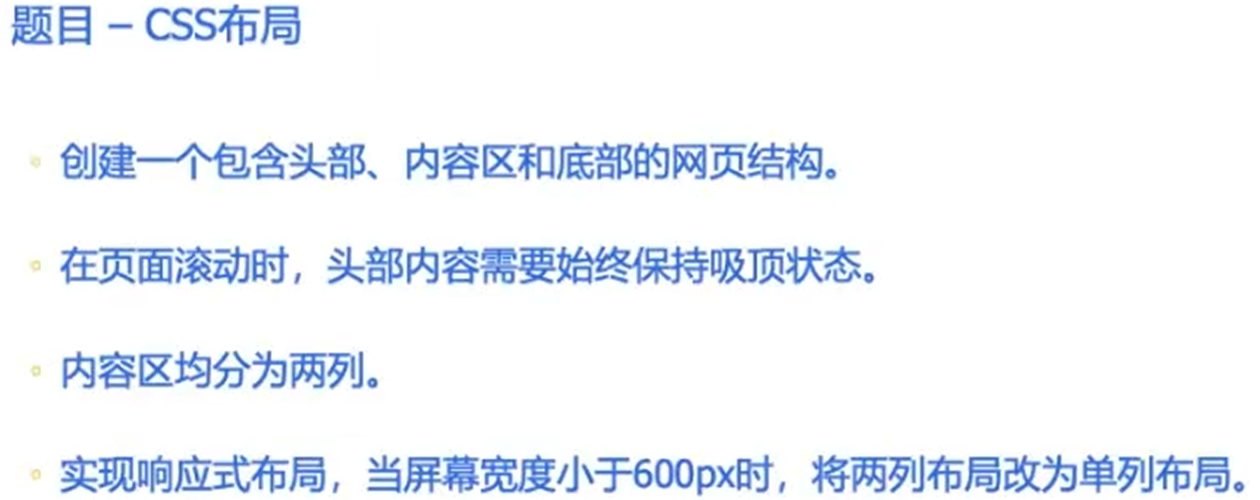 题目 – CSS布局
创建一个包含头部、内容区和底部的网页结构。
在页面滚动时，头部内容需要始终保持吸顶状态。
内容区均分为两列。
实现响应式布局，当屏幕宽度小于600px时，将两列布局改为单列布局。